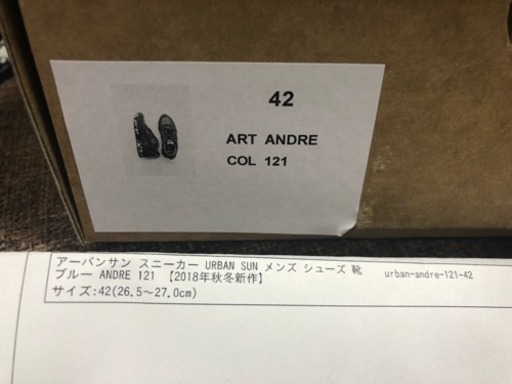 42
ART ANDRE
COL 121
アーバンサン スニーカー URBAN SUN メンズ シューズ 靴 urban-andre-121-42
ブルー ANDRE 121 【2018年秋冬新作】
サイズ:42(26.5～27.0cm)